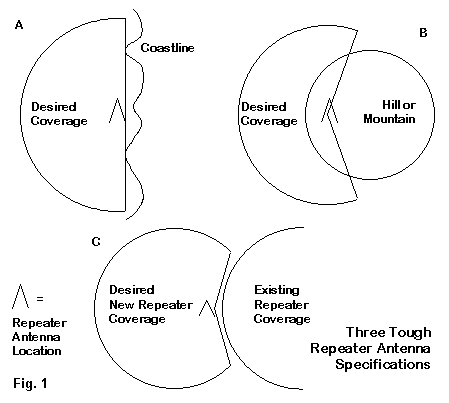 A
Coastline
Desired
Coverage
B
Desired
Coverage
Hill or
Mountain
C
Desired
New Repeater
Coverage
Existing
Repeater
Coverage
=
Repeater
Antenna
Location
Three Tough
Repeater Antenna
Specifications
Fig. 1